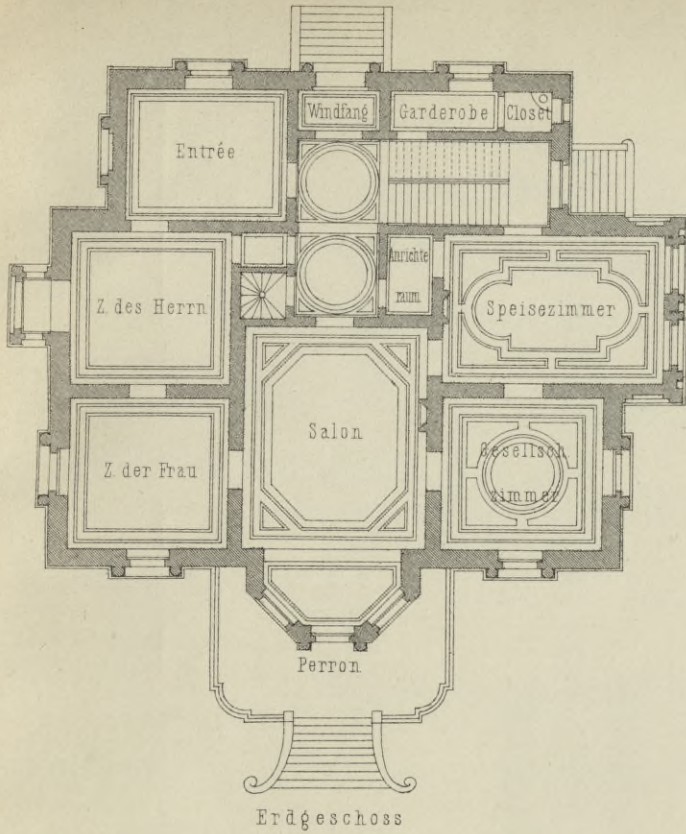 Windfang
Garderobe
Closet
Entrée
Anrichte
raum
Z. des Herrn
Speisezimmer
Salon
Gesellsch.
zimmer
Z. der Frau
Perron
Erdgeschoss